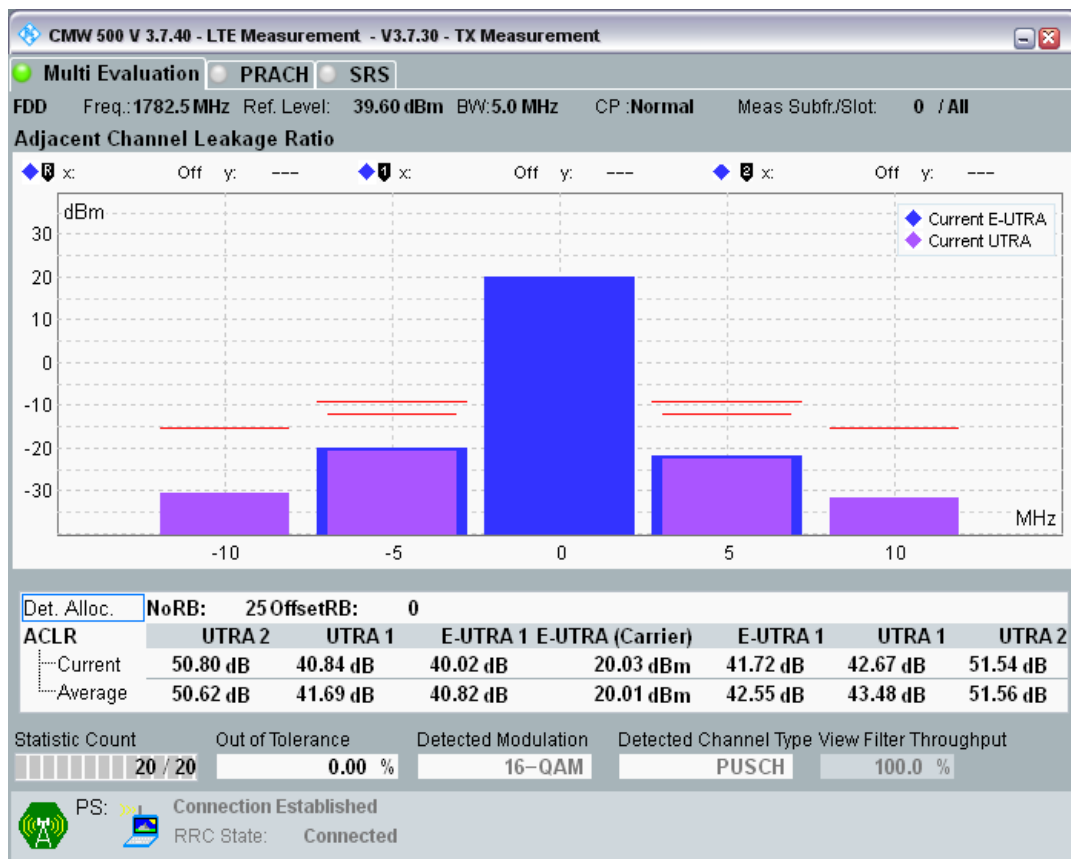 CMW 500 V 3.7.40 - LTE Measurement - V3.7.30 - TX Measurement
Multi Evaluation PRACH SRS
FDD Freq.:1782.5 MHz Ref. Level: 39.60 dBm BW:5.0 MHz CP :Normal Meas Subfr./Slot: 0 / All
Adjacent Channel Leakage Ratio
R x: Off y: --- 1 x: Off y: --- 2 x: Off y: ---
dBm
Current E-UTRA
Current UTRA
30
20
10
0
-10
-20
-30
MHz
-10 -5 0 5 10
Det. Alloc. NoRB: 25 OffsetRB: 0
ACLR UTRA 2 UTRA 1 E-UTRA 1 E-UTRA (Carrier) E-UTRA 1 UTRA 1 UTRA 2
Current 50.80 dB 40.84 dB 40.02 dB 20.03 dBm 41.72 dB 42.67 dB 51.54 dB
Average 50.62 dB 41.69 dB 40.82 dB 20.01 dBm 42.55 dB 43.48 dB 51.56 dB
Statistic Count Out of Tolerance Detected Modulation Detected Channel Type View Filter Throughput
20 / 20 0.00 % 16-QAM PUSCH 100.0 %
PS: Connection Established
RRC State: Connected